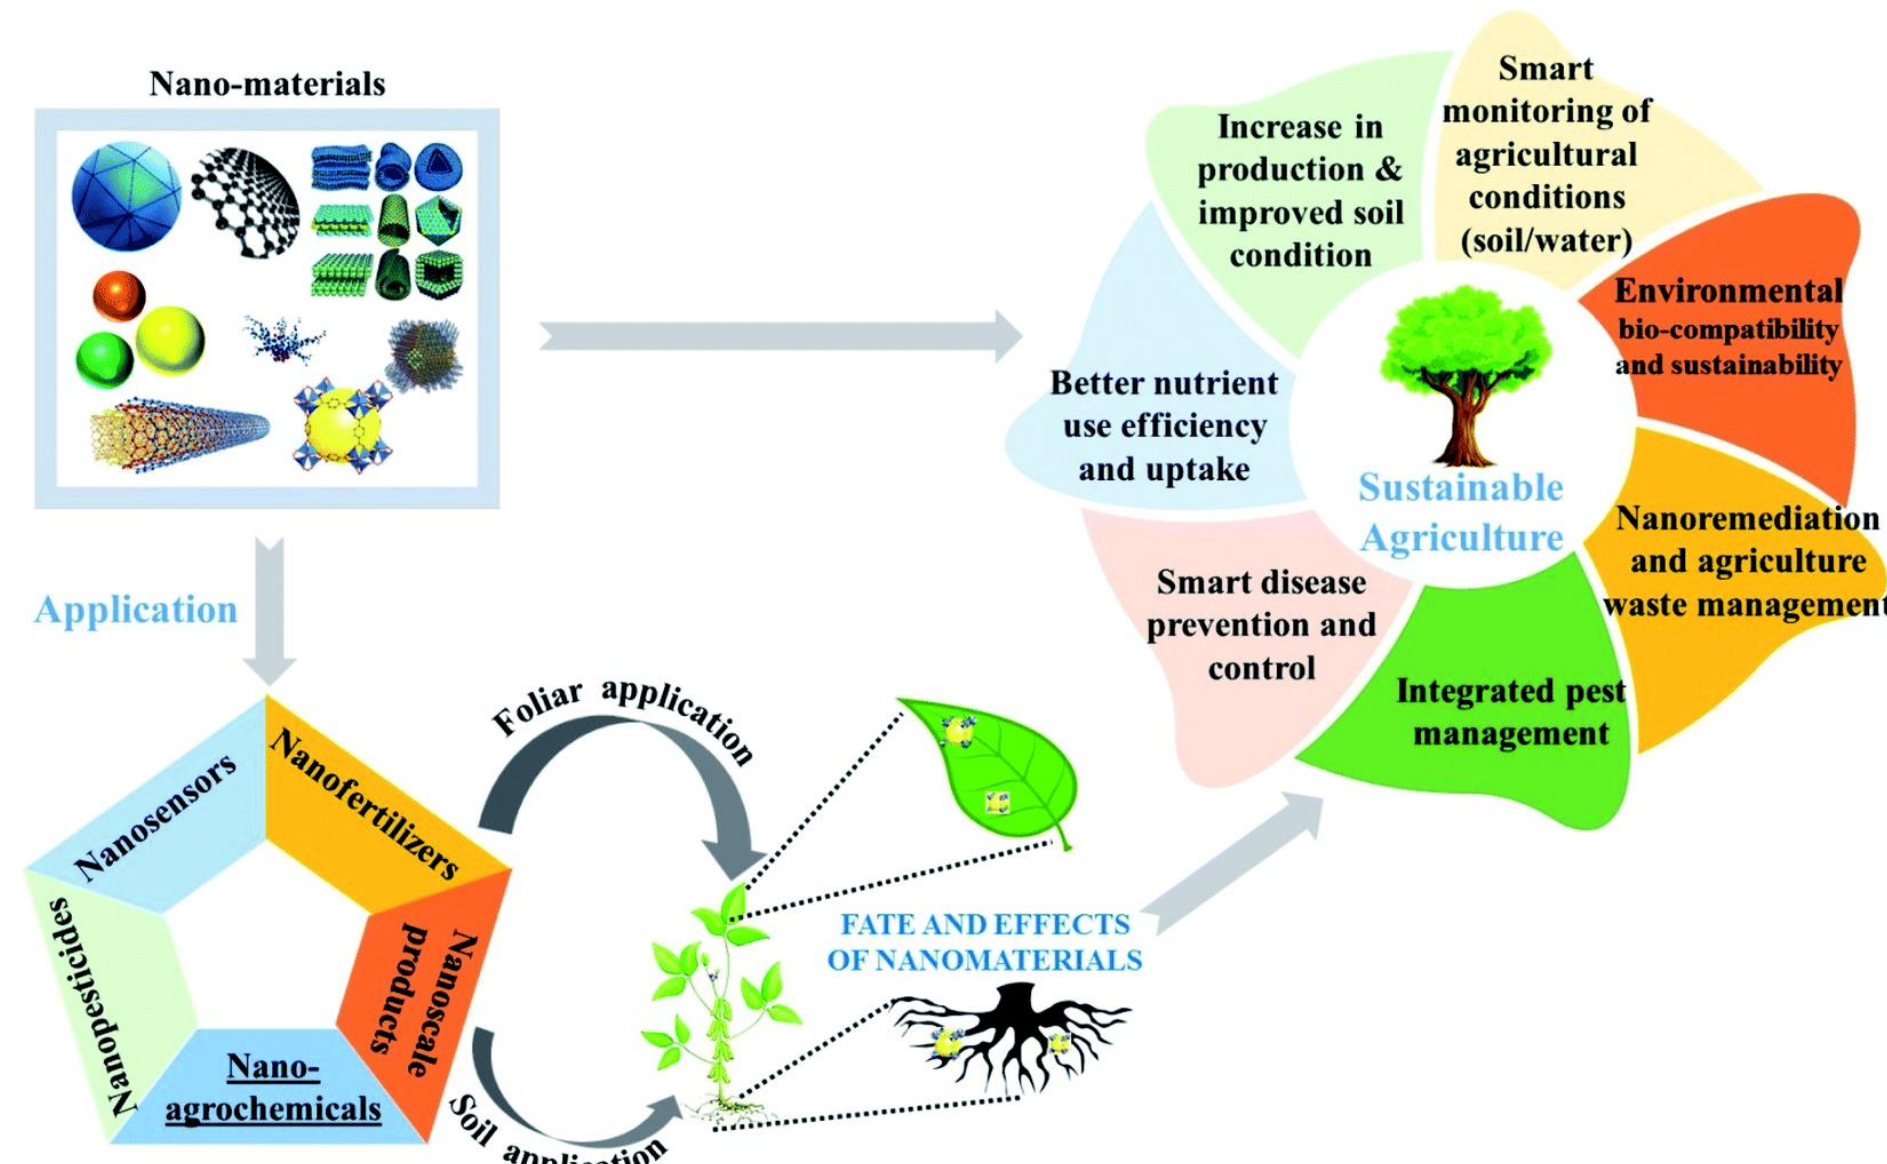 Nano-materials
Application
Nanosensors
Nanofertilizers
Nanoscale
products
Nano-
agrochemicals
Nanopesticides
Foliar application
Soil application
FATE AND EFFECTS
OF NANOMATERIALS
Smart
monitoring of
agricultural
conditions
(soil/water)
Environmental
bio-compatibility
and sustainability
Nanoremediation
and agriculture
waste management
Integrated pest
management
Smart disease
prevention and
control
Better nutrient
use efficiency
and uptake
Increase in
production &
improved soil
condition
Sustainable
Agriculture